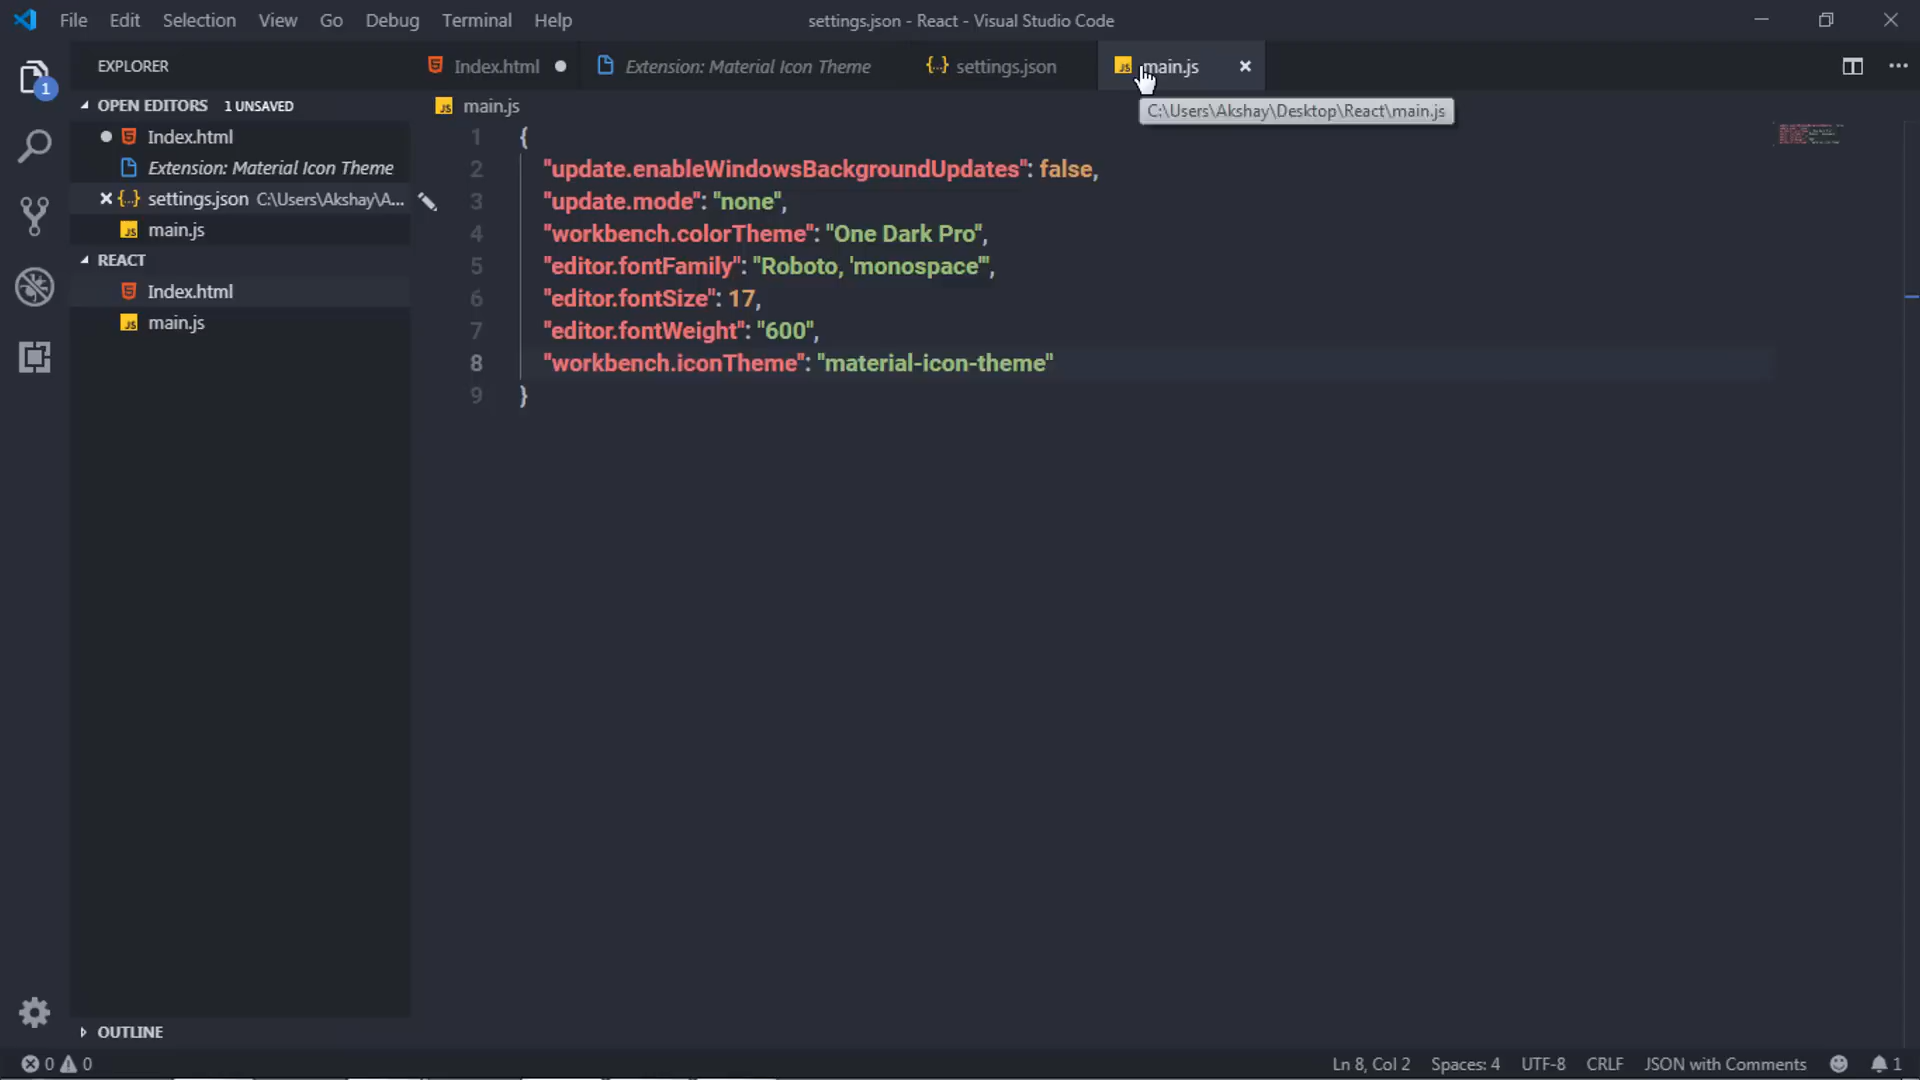 File Edit Selection View Go Debug Terminal Help
settings.json - React - Visual Studio Code
EXPLORER
Index.html
Extension: Material Icon Theme
{..} settings.json
JS main.js
C:\Users\Akshay\Desktop\React\main.js
1
OPEN EDITORS 1 UNSAVED
Index.html
Extension: Material Icon Theme
{..} settings.json C:\Users\Akshay\A...
JS main.js
REACT
Index.html
JS main.js
JS main.js
1 {
2 "update.enableWindowsBackgroundUpdates": false,
3 "update.mode": "none",
4 "workbench.colorTheme": "One Dark Pro",
5 "editor.fontFamily": "Roboto, 'monospace'",
6 "editor.fontSize": 17,
7 "editor.fontWeight": "600",
8 "workbench.iconTheme": "material-icon-theme"
9 }
OUTLINE
0 0
Ln 8, Col 2 Spaces: 4 UTF-8 CRLF JSON with Comments 1